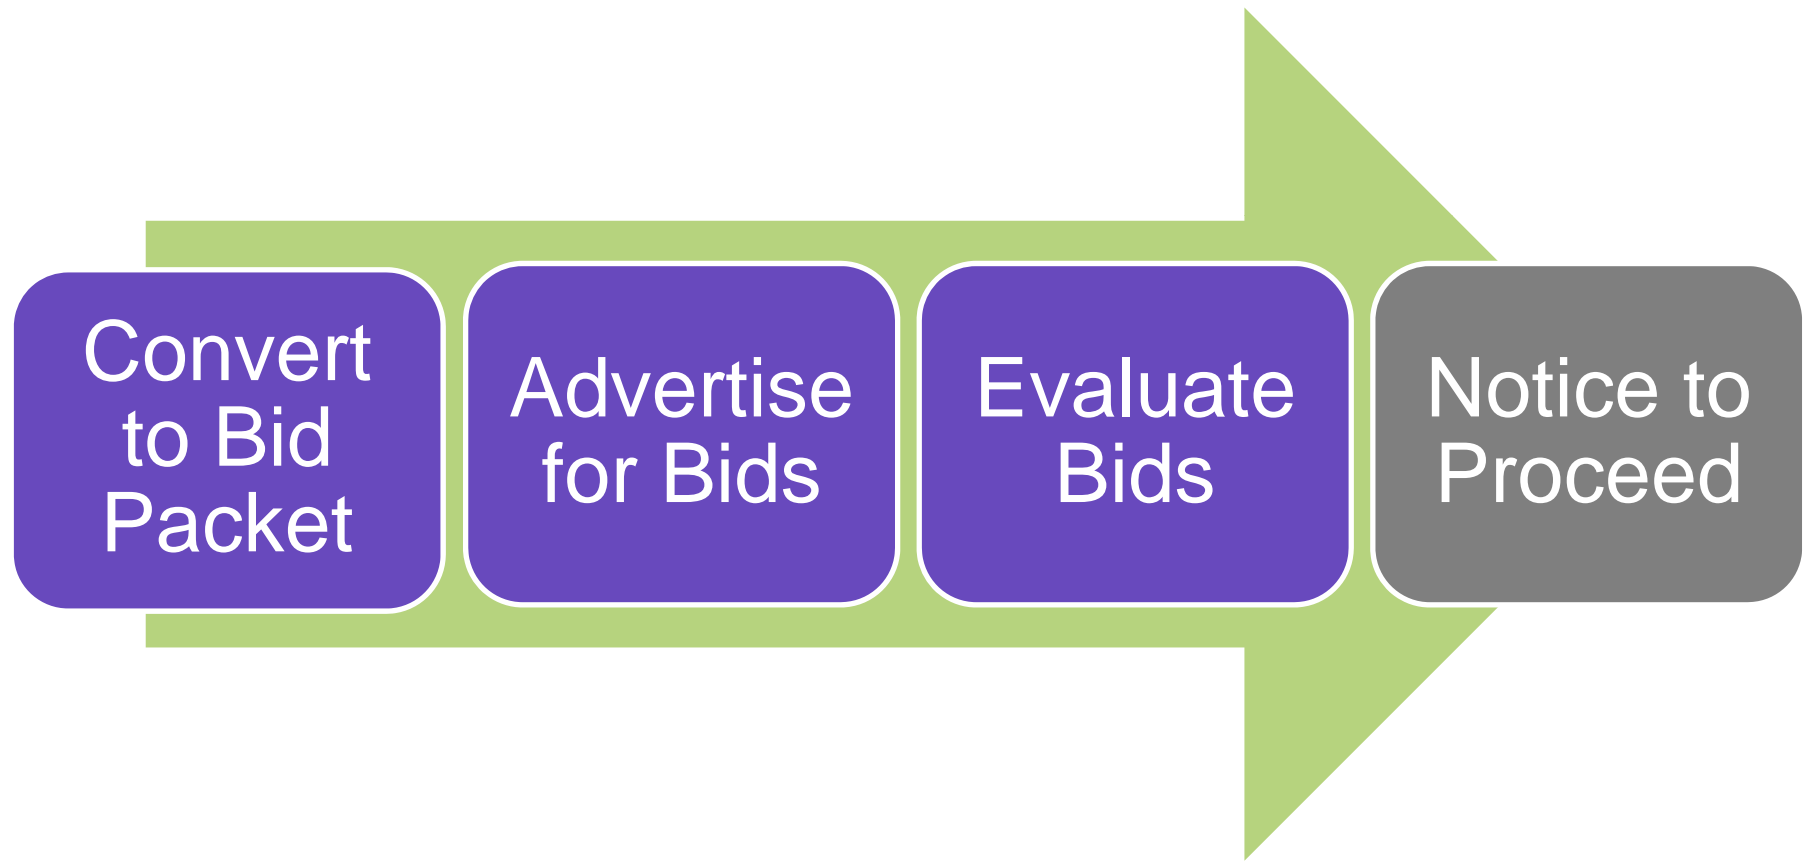 Convert
to Bid
Packet
Advertise
for Bids
Evaluate
Bids
Notice to
Proceed